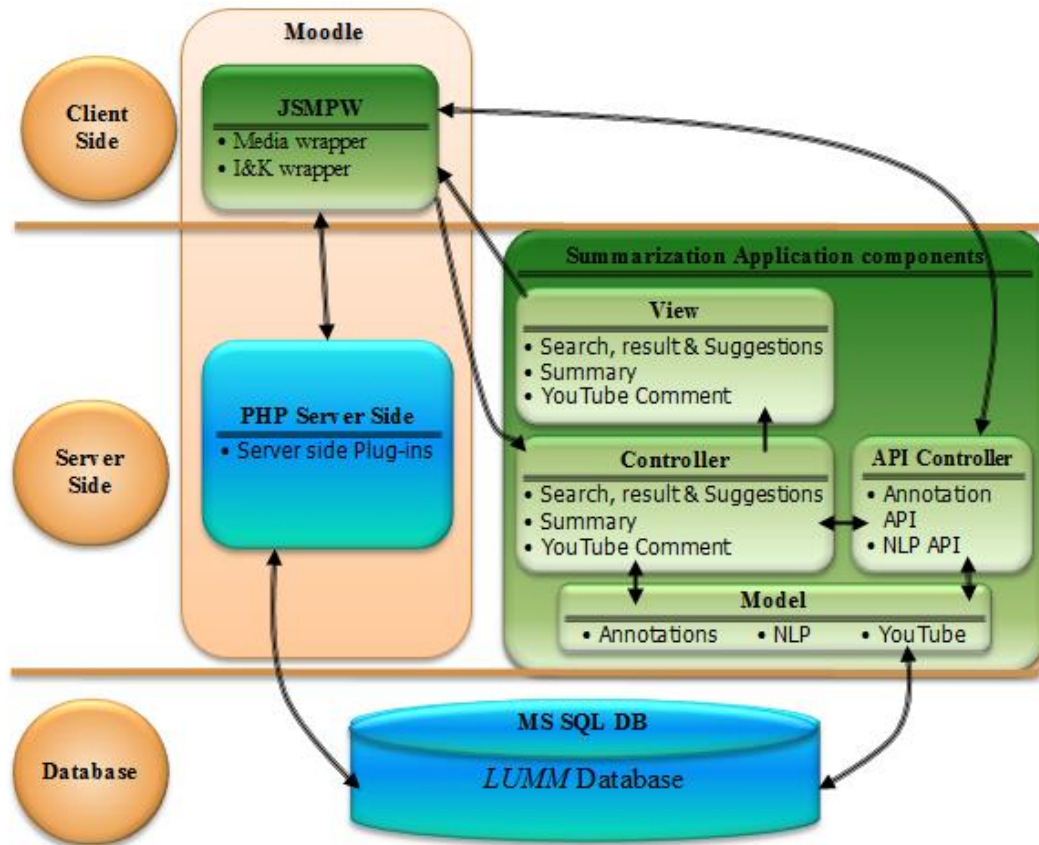 Moodle
Client
Side
JSMPW
• Media wrapper
• I&K wrapper
Summarization Application components
View
• Search, result & Suggestions
• Summary
• YouTube Comment
Server
Side
PHP Server Side
• Server side Plug-ins
Controller
• Search, result & Suggestions
• Summary
• YouTube Comment
API Controller
• Annotation
API
• NLP API
Model
• Annotations • NLP • YouTube
Database
MS SQL DB
LUMM Database